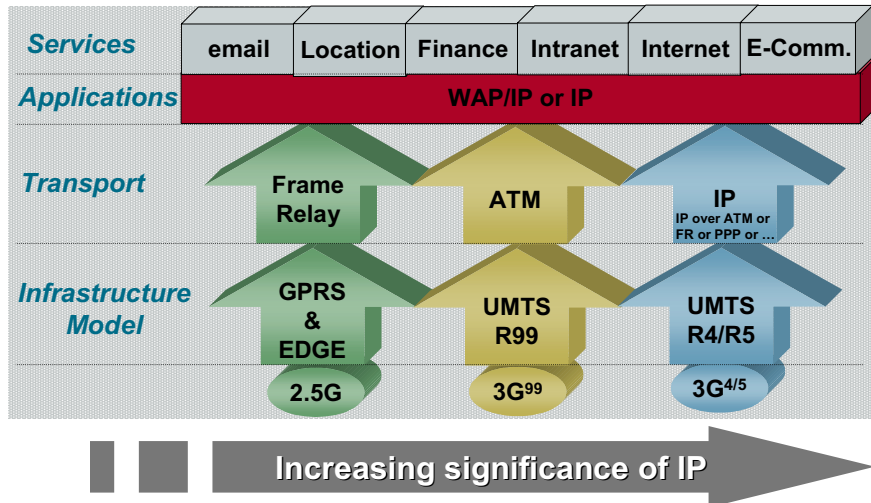 Services
email Location Finance Intranet Internet E-Comm.
Applications
WAP/IP or IP
Transport
Frame
Relay
ATM
IP
IP over ATM or
FR or PPP or …
Infrastructure
Model
GPRS
&
EDGE
UMTS
R99
UMTS
R4/R5
2.5G
3G⁹⁹
3G⁴/⁵
Increasing significance of IP